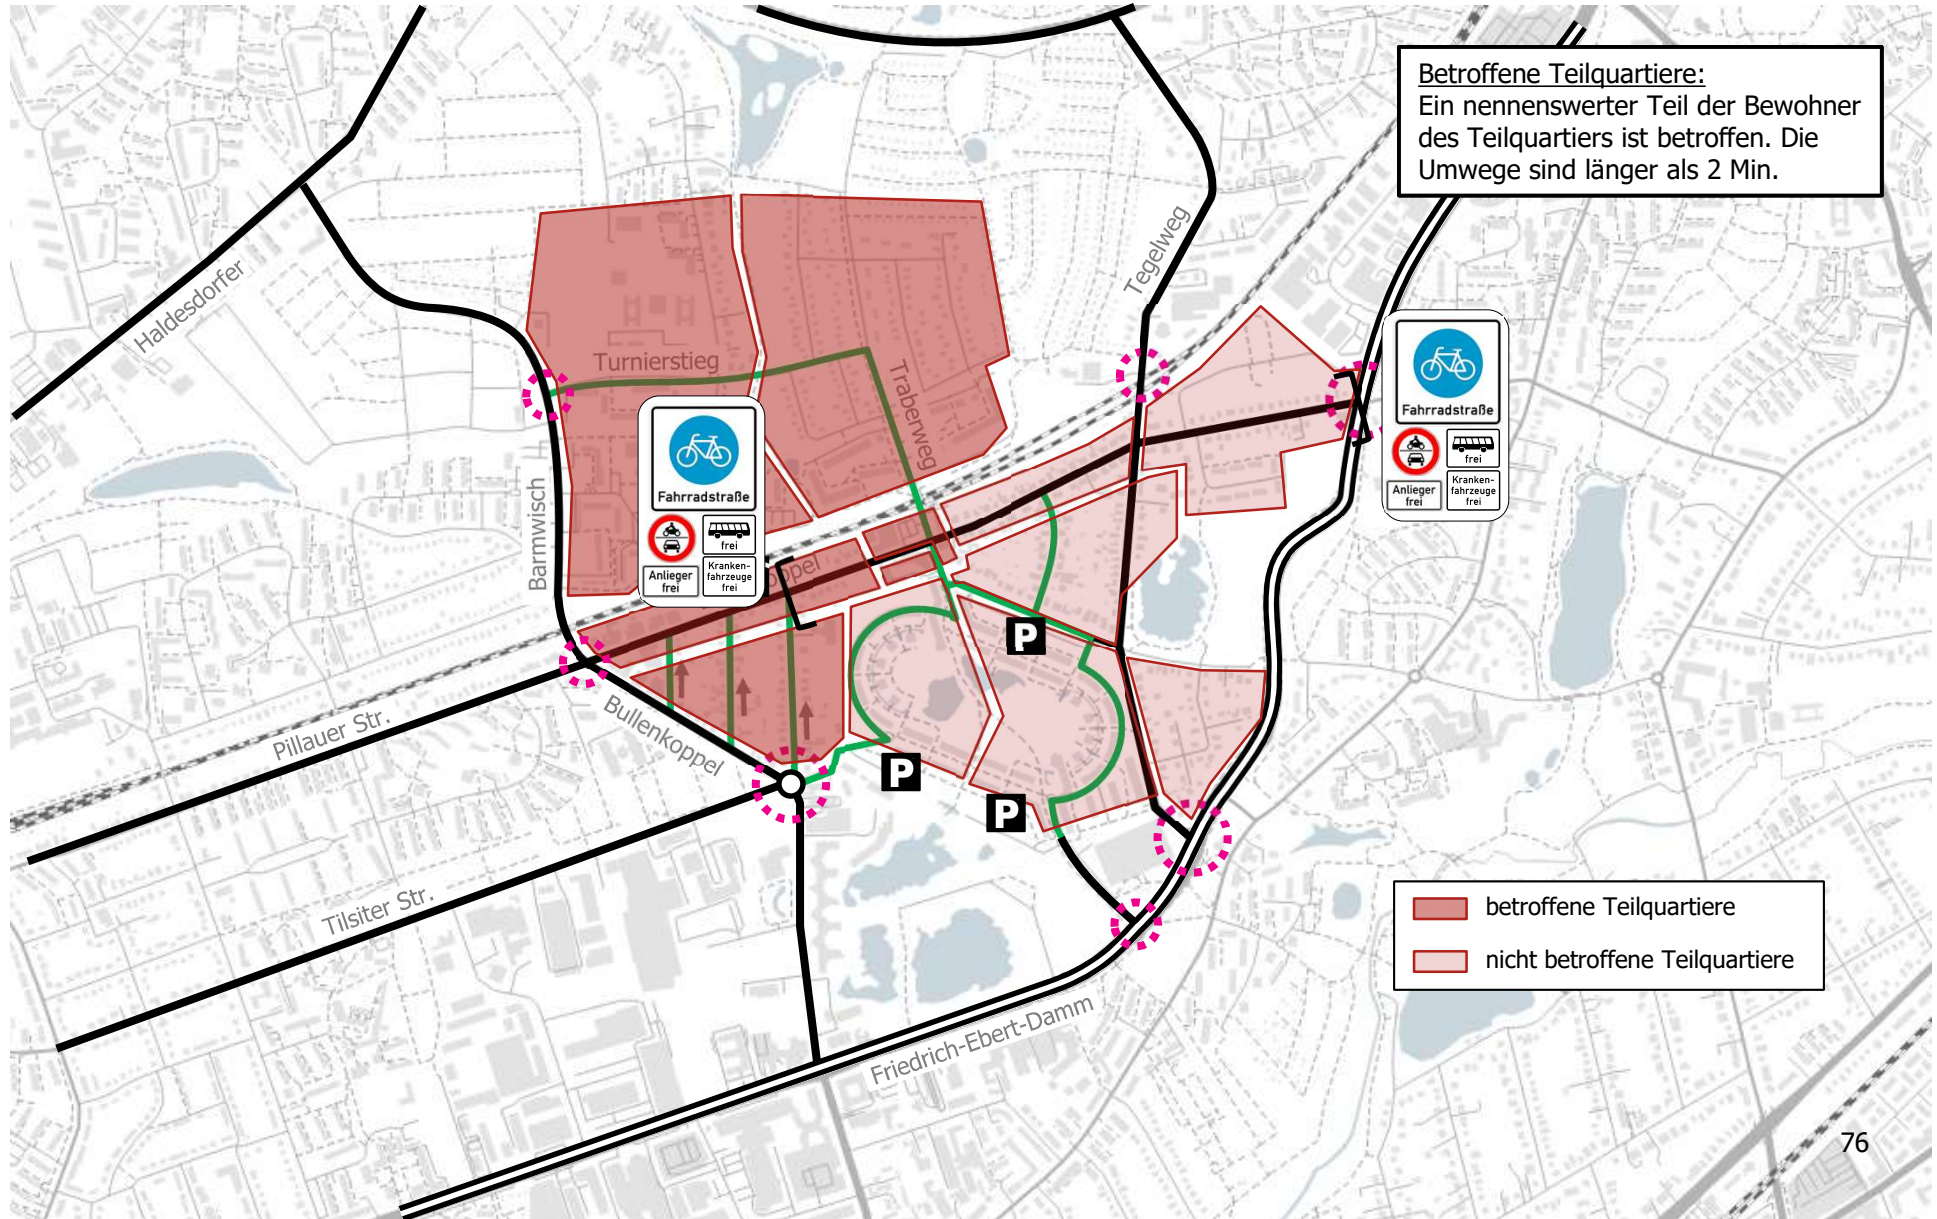 Betroffene Teilquartiere:
Ein nennenswerter Teil der Bewohner
des Teilquartiers ist betroffen. Die
Umwege sind länger als 2 Min.
Tegelweg
Haldesdorfer
Turnierstieg
Traberweg
Barmwisch
Fahrradstraße
frei
Anlieger
frei
Kranken-
fahrzeuge
frei
Fahrradstraße
frei
Anlieger
frei
Kranken-
fahrzeuge
frei
P
Bullenkoppel
Pillauer Str.
P
P
Tilsiter Str.
betroffene Teilquartiere
nicht betroffene Teilquartiere
Friedrich-Ebert-Damm
76